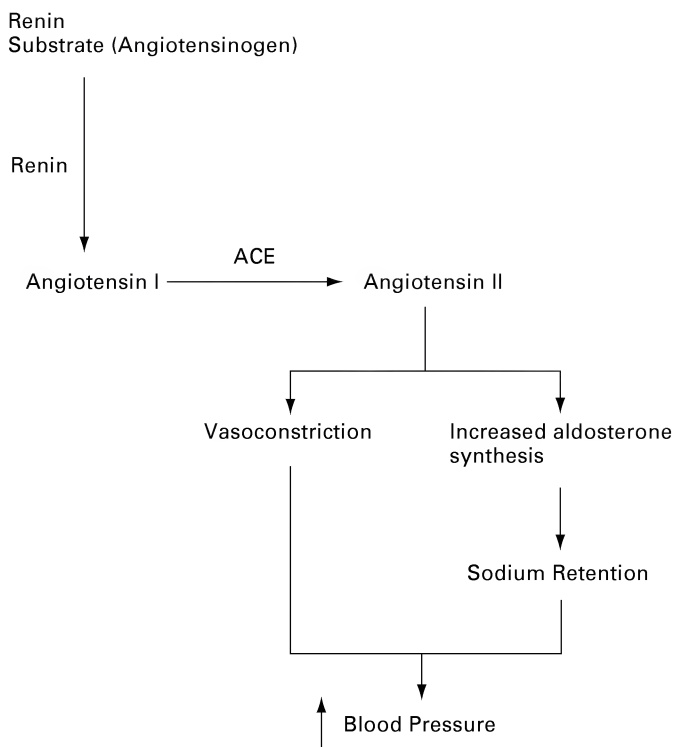 Renin
Substrate (Angiotensinogen)
Renin
ACE
Angiotensin I
Angiotensin II
Vasoconstriction
Increased aldosterone
synthesis
Sodium Retention
Blood Pressure